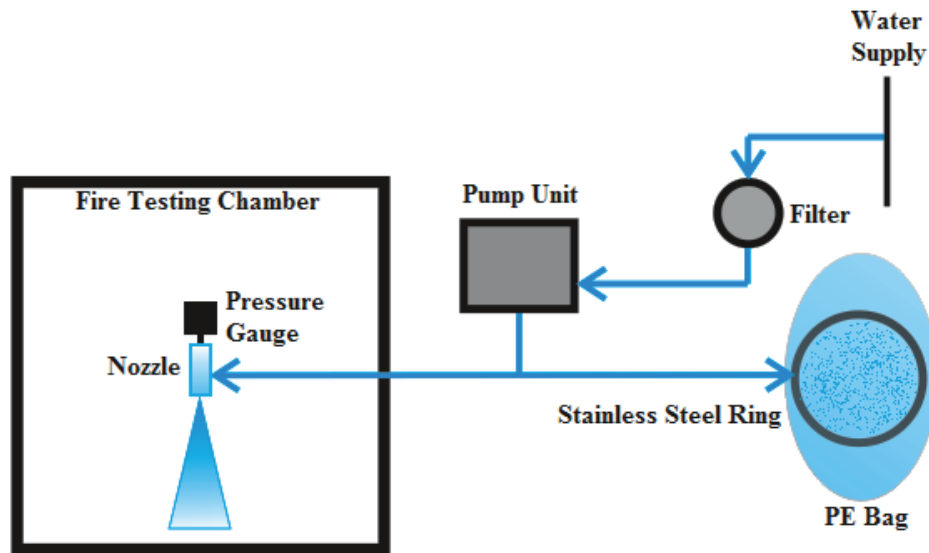 Water
Supply
Fire Testing Chamber
Pump Unit
Filter
Pressure
Gauge
Nozzle
Stainless Steel Ring
PE Bag